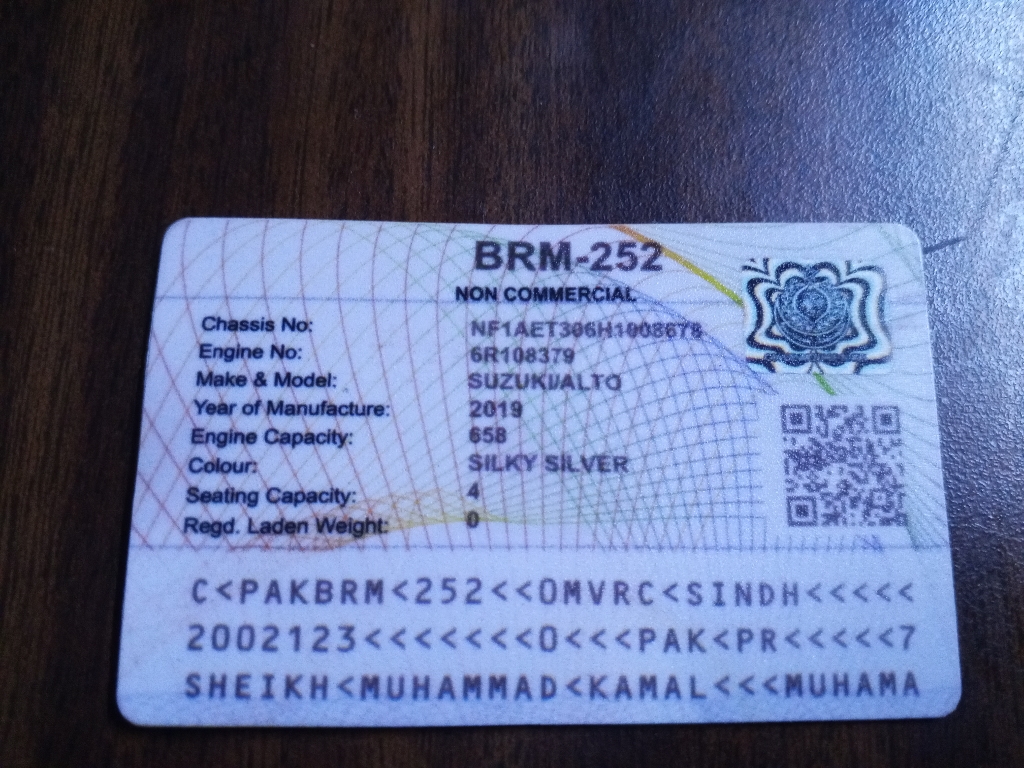 BRM-252
NON COMMERCIAL
Chassis No: NF1AET306H1008678
Engine No: 6R108379
Make & Model: SUZUKI/ALTO
Year of Manufacture: 2019
Engine Capacity: 658
Colour: SILKY SILVER
Seating Capacity: 4
Regd. Laden Weight: 0
C<PAKBRM<252<<OMVRC<SINDH<<<<<
2002123<<<<<<<<O<<<PAK<PR<<<<<7
SHEIKH<MUHAMMAD<KAMAL<<<MUHAMA